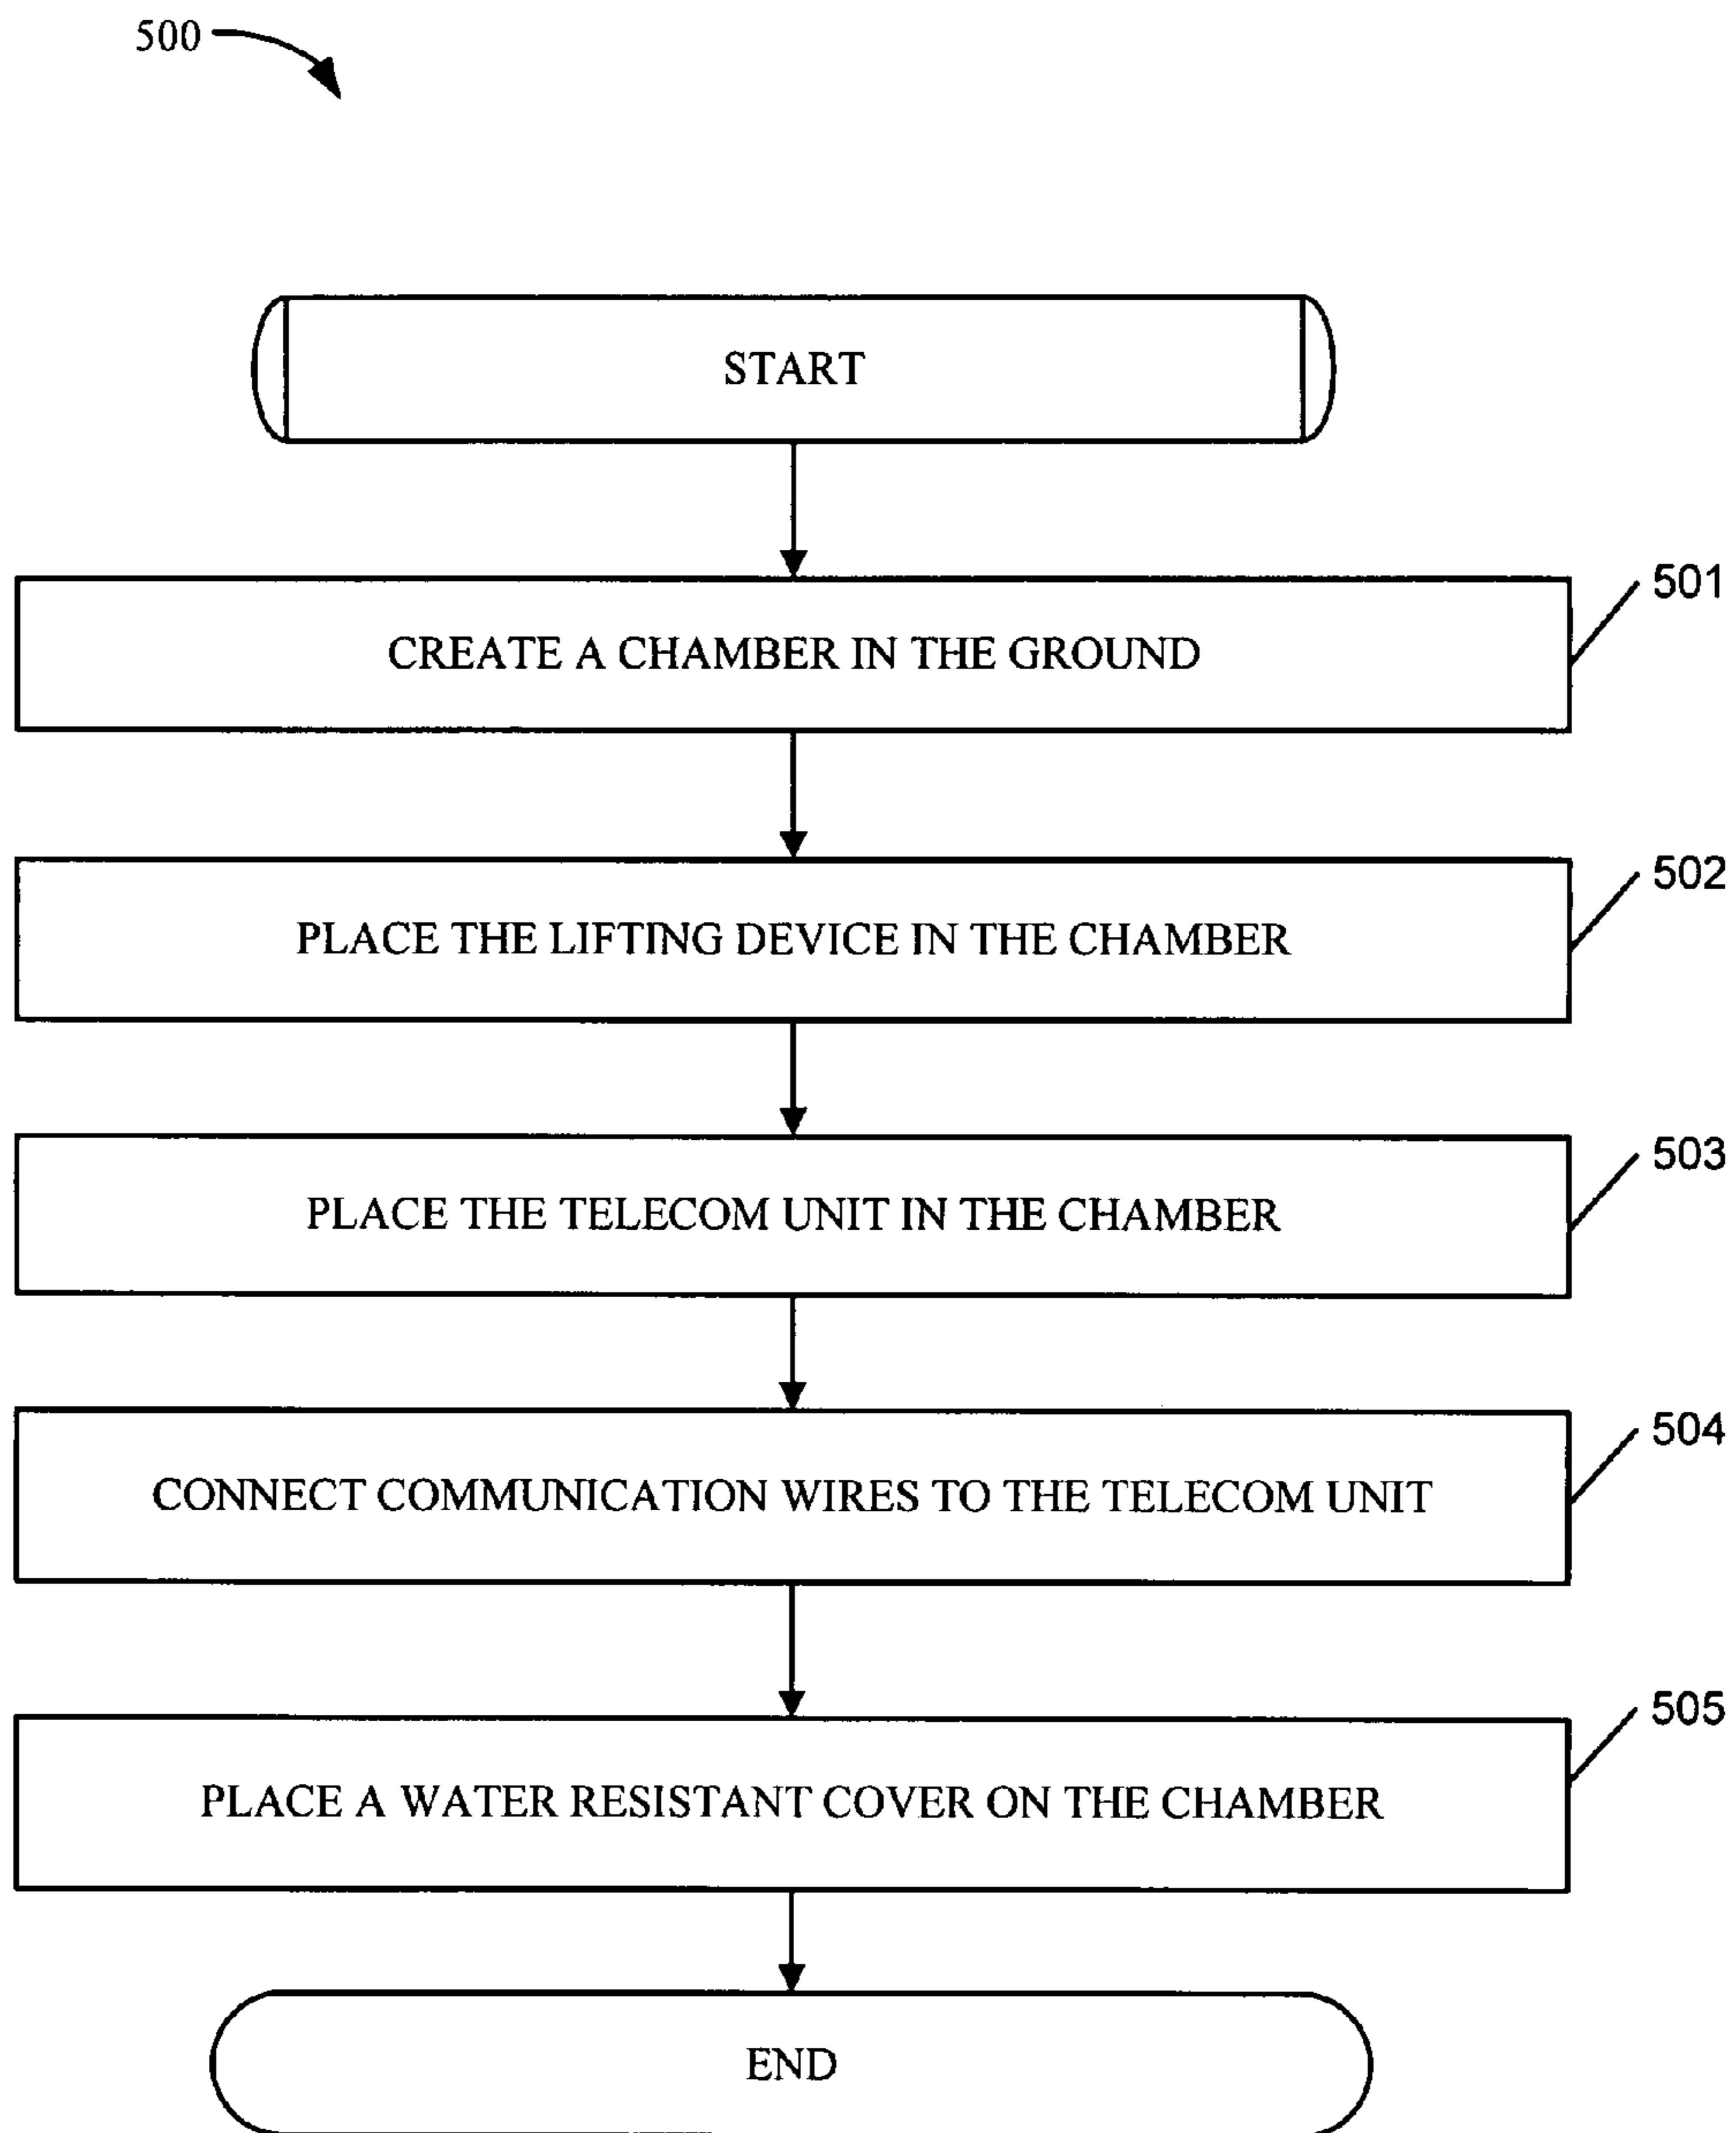 500
START
501
CREATE A CHAMBER IN THE GROUND
502
PLACE THE LIFTING DEVICE IN THE CHAMBER
503
PLACE THE TELECOM UNIT IN THE CHAMBER
504
CONNECT COMMUNICATION WIRES TO THE TELECOM UNIT
505
PLACE A WATER RESISTANT COVER ON THE CHAMBER
END